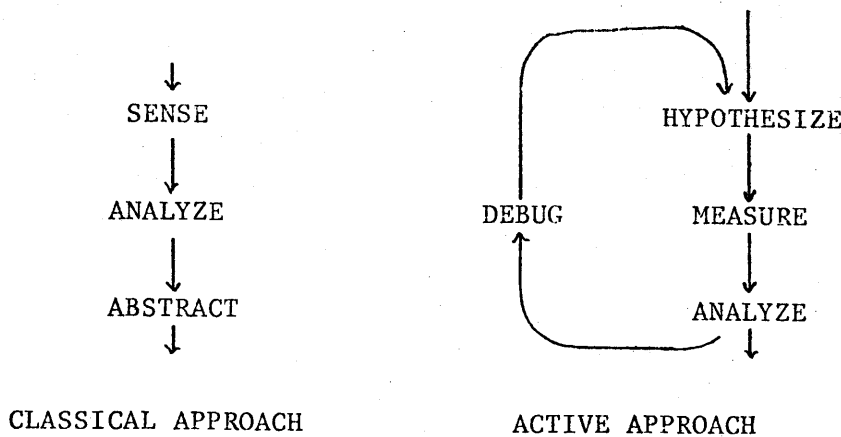 SENSE
ANALYZE
ABSTRACT
CLASSICAL APPROACH
HYPOTHESIZE
DEBUG
MEASURE
ANALYZE
ACTIVE APPROACH